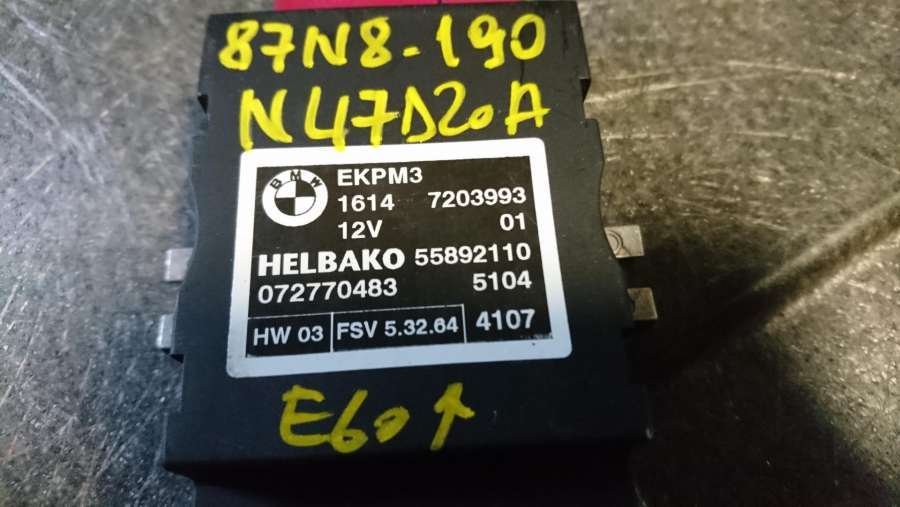 87N8-190
N47D20A
BMW
EKPM3
1614 7203993
12V 01
HELBAKO 55892110
072770483 5104
HW 03 FSV 5.32.64 4107
E60↑